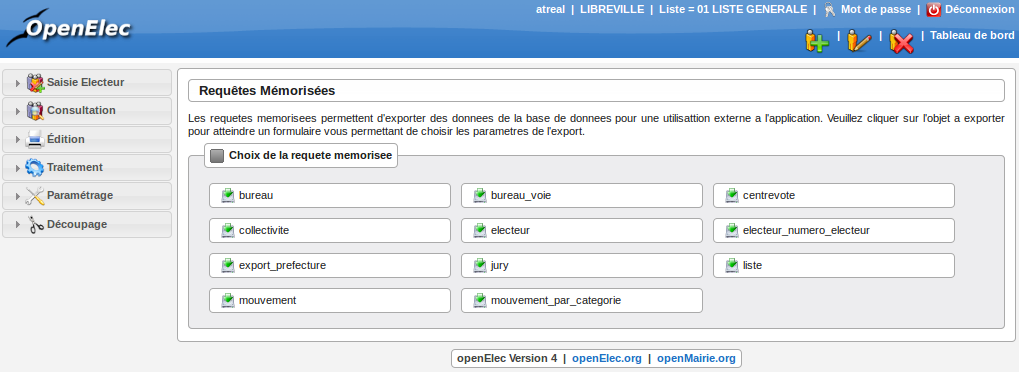 atreal | LIBREVILLE | Liste = 01 LISTE GENERALE | Mot de passe | Déconnexion
OpenElec
| | | Tableau de bord
Saisie Electeur
Consultation
Édition
Traitement
Paramétrage
Découpage
Requêtes Mémorisées
Les requetes memorisees permettent d'exporter des donnees de la base de donnees pour une utilisaition externe a l'application. Veuillez cliquer sur l'objet a exporter
pour atteindre un formulaire vous permettant de choisir les parametres de l'export.
Choix de la requete memorisee
bureau bureau_voie centrevote
collectivite electeur electeur_numero_electeur
export_prefecture jury liste
mouvement mouvement_par_categorie
openElec Version 4 | openElec.org | openMairie.org